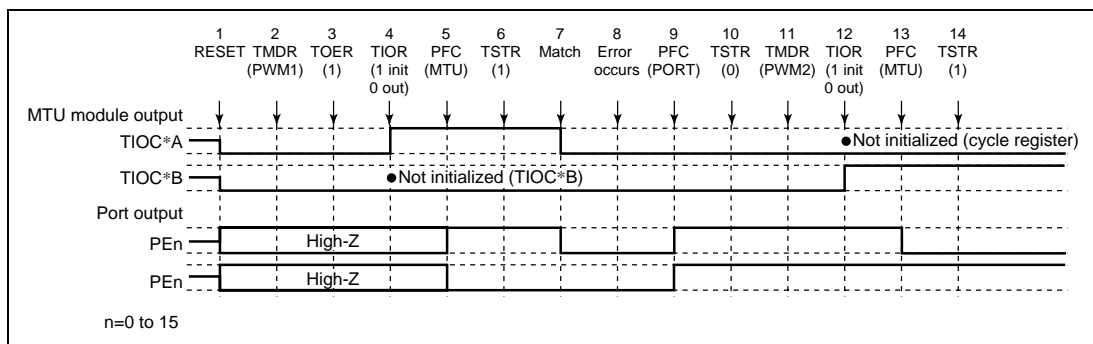 1 2 3 4 5 6 7 8 9 10 11 12 13 14
RESET TMDR TOER TIOR PFC TSTR Match Error PFC TSTR TMDR TIOR PFC TSTR
(PWM1) (1) (1 init (MTU) (1) occurs (PORT) (0) (PWM2) (1 init (MTU) (1)
0 out) 0 out)
MTU module output
TIOC*A ●Not initialized (cycle register)
TIOC*B ●Not initialized (TIOC*B)
Port output
PEn High-Z
PEn High-Z
n=0 to 15